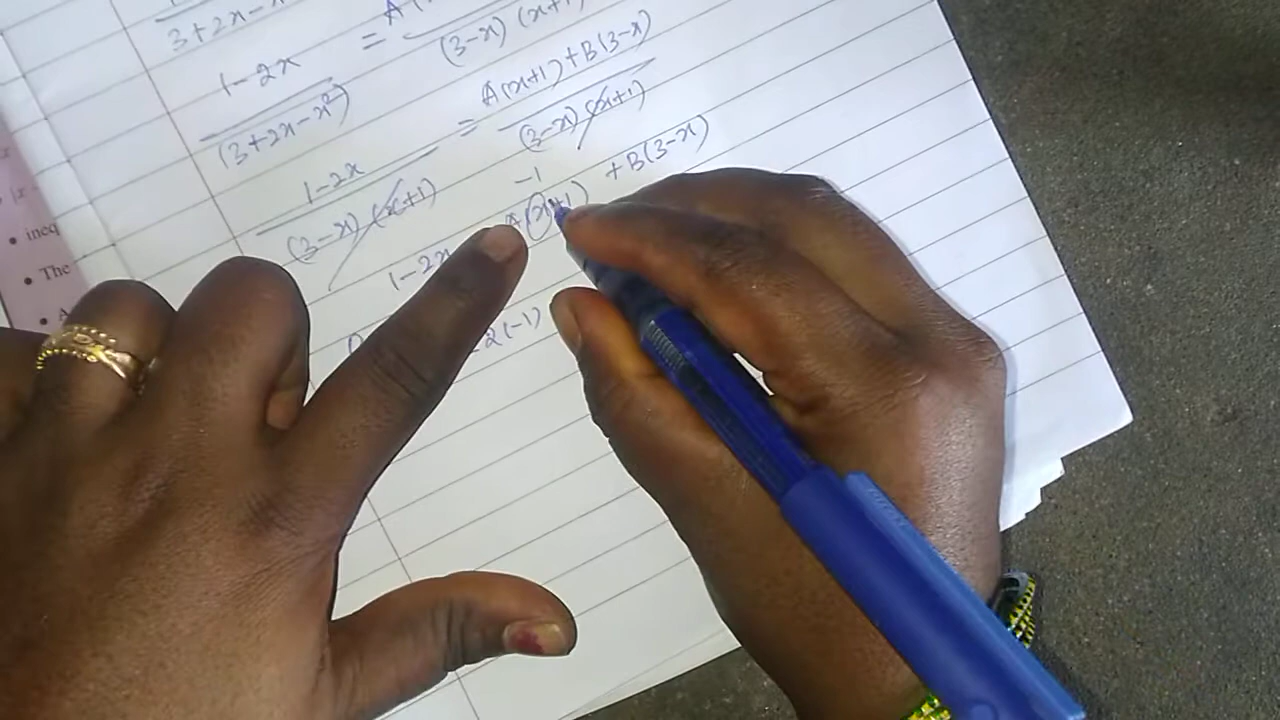 3+2x-x
1-2x = A
(3-x) (x+1)
(3+2x-x²)
1-2x = A(x+1)+B(3-x)
(3-x) (x+1) (3-x) (x+1)
-1
1-2x A(x+1) +B(3-x)
2(-1)
ineq
• The